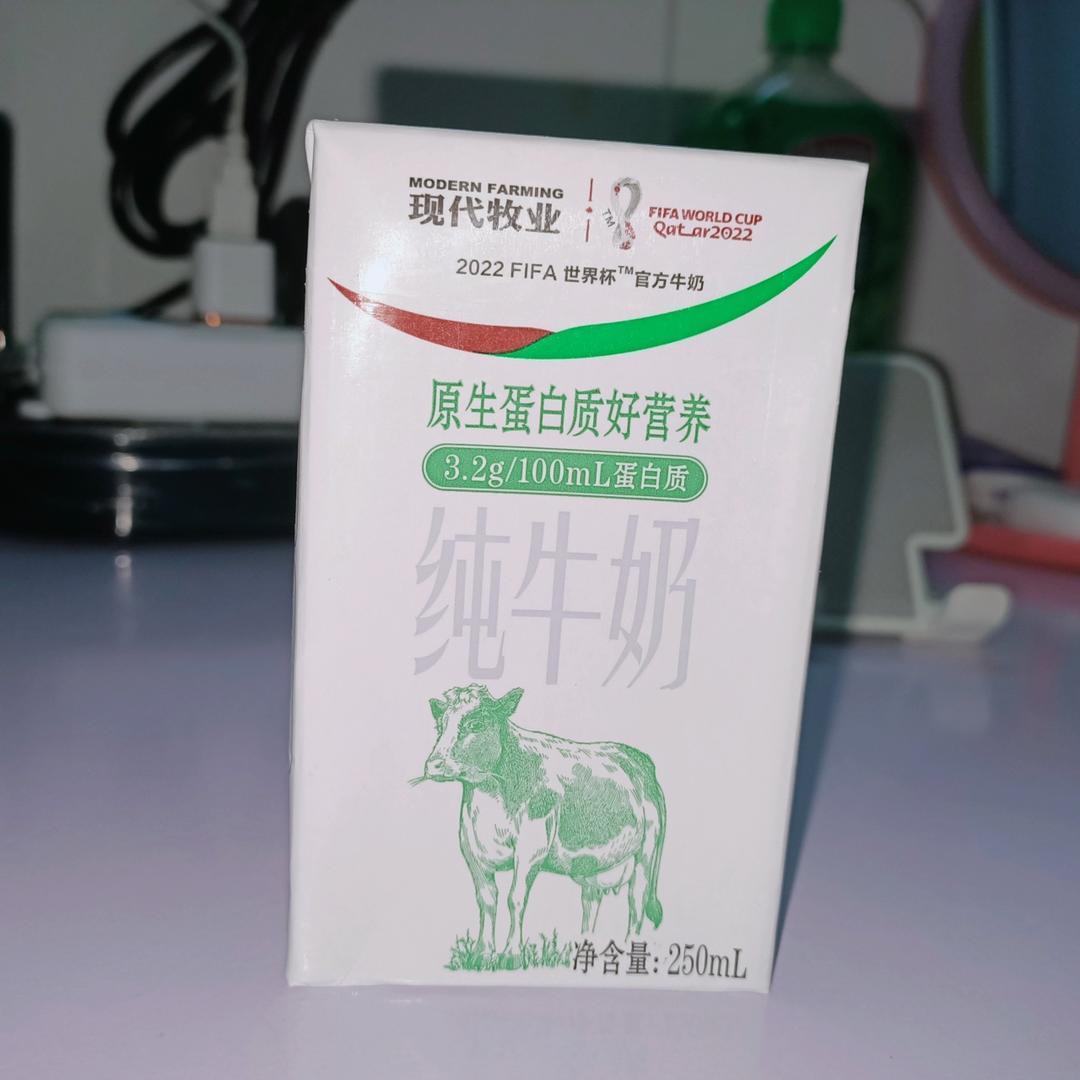 MODERN FARMING
现代牧业
TM
FIFA WORLD CUP
Qatar2022
2022 FIFA 世界杯™官方牛奶
原生蛋白质好营养
3.2g/100mL蛋白质
纯牛奶
净含量: 250mL